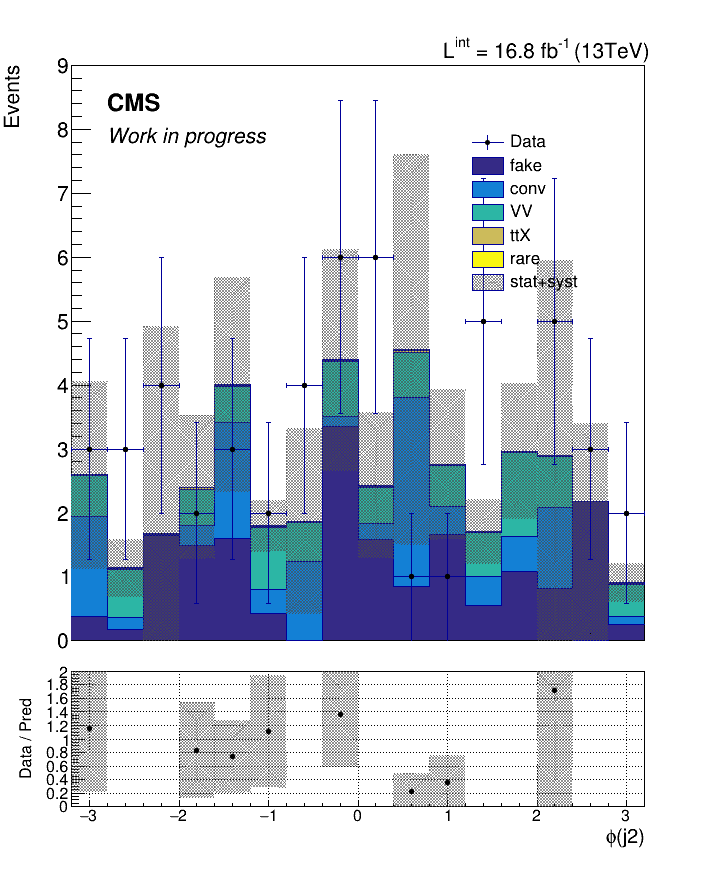 L^int = 16.8 fb^-1 (13TeV)
Events
9
CMS
Work in progress
8
Data
fake
conv
7
VV
ttX
rare
6
stat+syst
5
4
3
2
1
0
Data / Pred
2
1.8
1.6
1.4
1.2
1
0.8
0.6
0.4
0.2
0
−3 −2 −1 0 1 2 3
ϕ(j2)